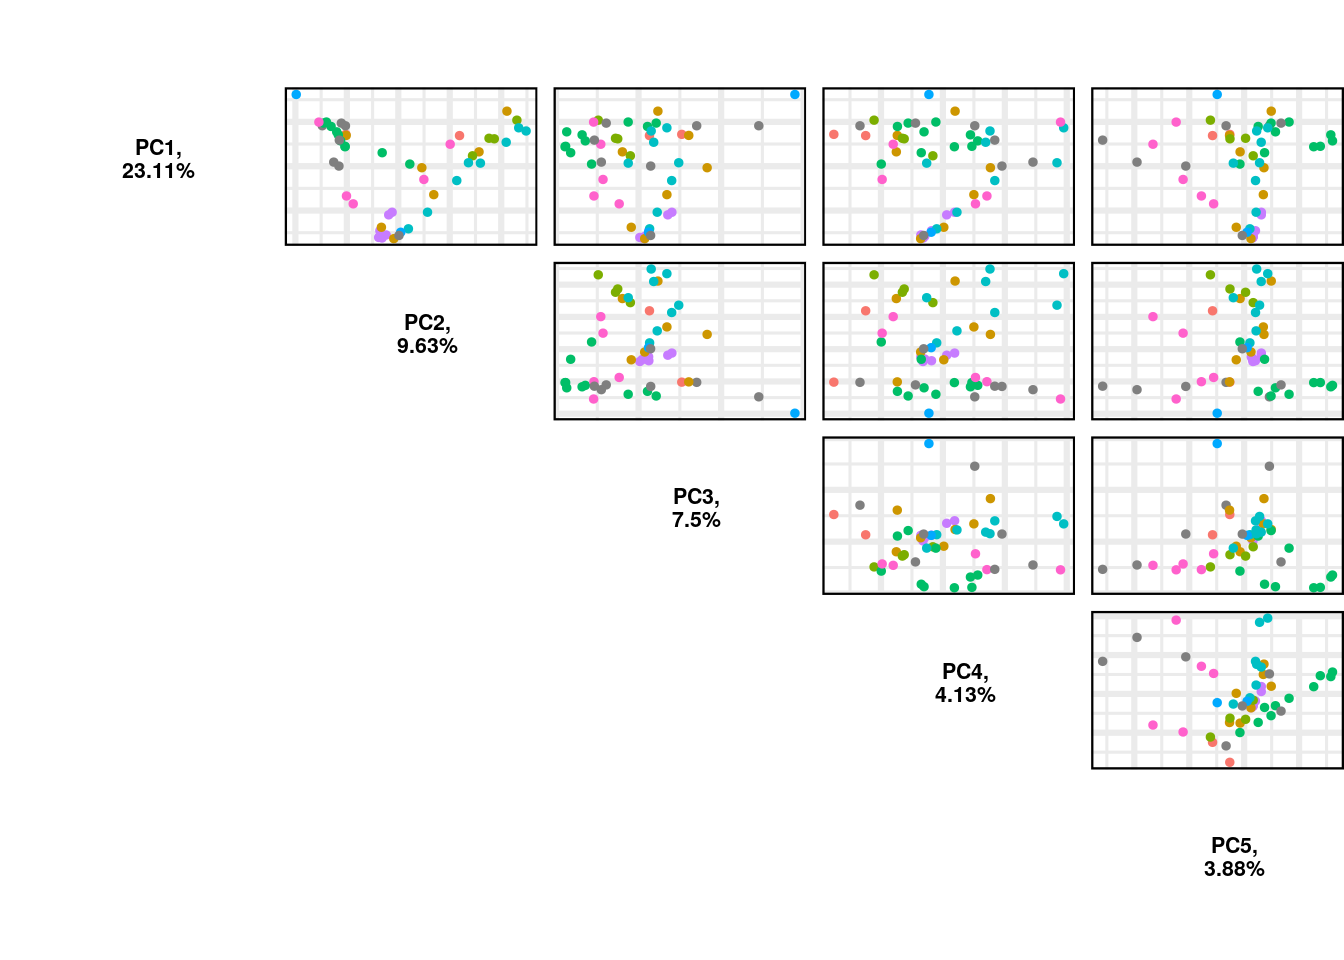 PC1,
23.11%
PC2,
9.63%
PC3,
7.5%
PC4,
4.13%
PC5,
3.88%